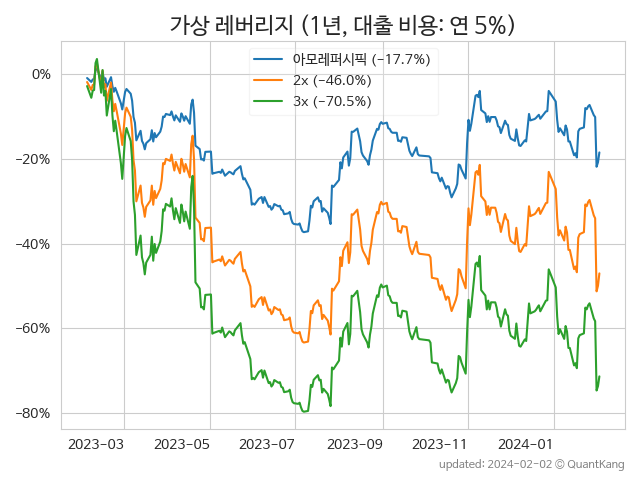 가상 레버리지 (1년, 대출 비용: 연 5%)
아모레퍼시픽 (−17.7%)
2x (−46.0%)
3x (−70.5%)
0%
−20%
−40%
−60%
−80%
2023-03 2023-05 2023-07 2023-09 2023-11 2024-01
updated: 2024-02-02 © QuantKang